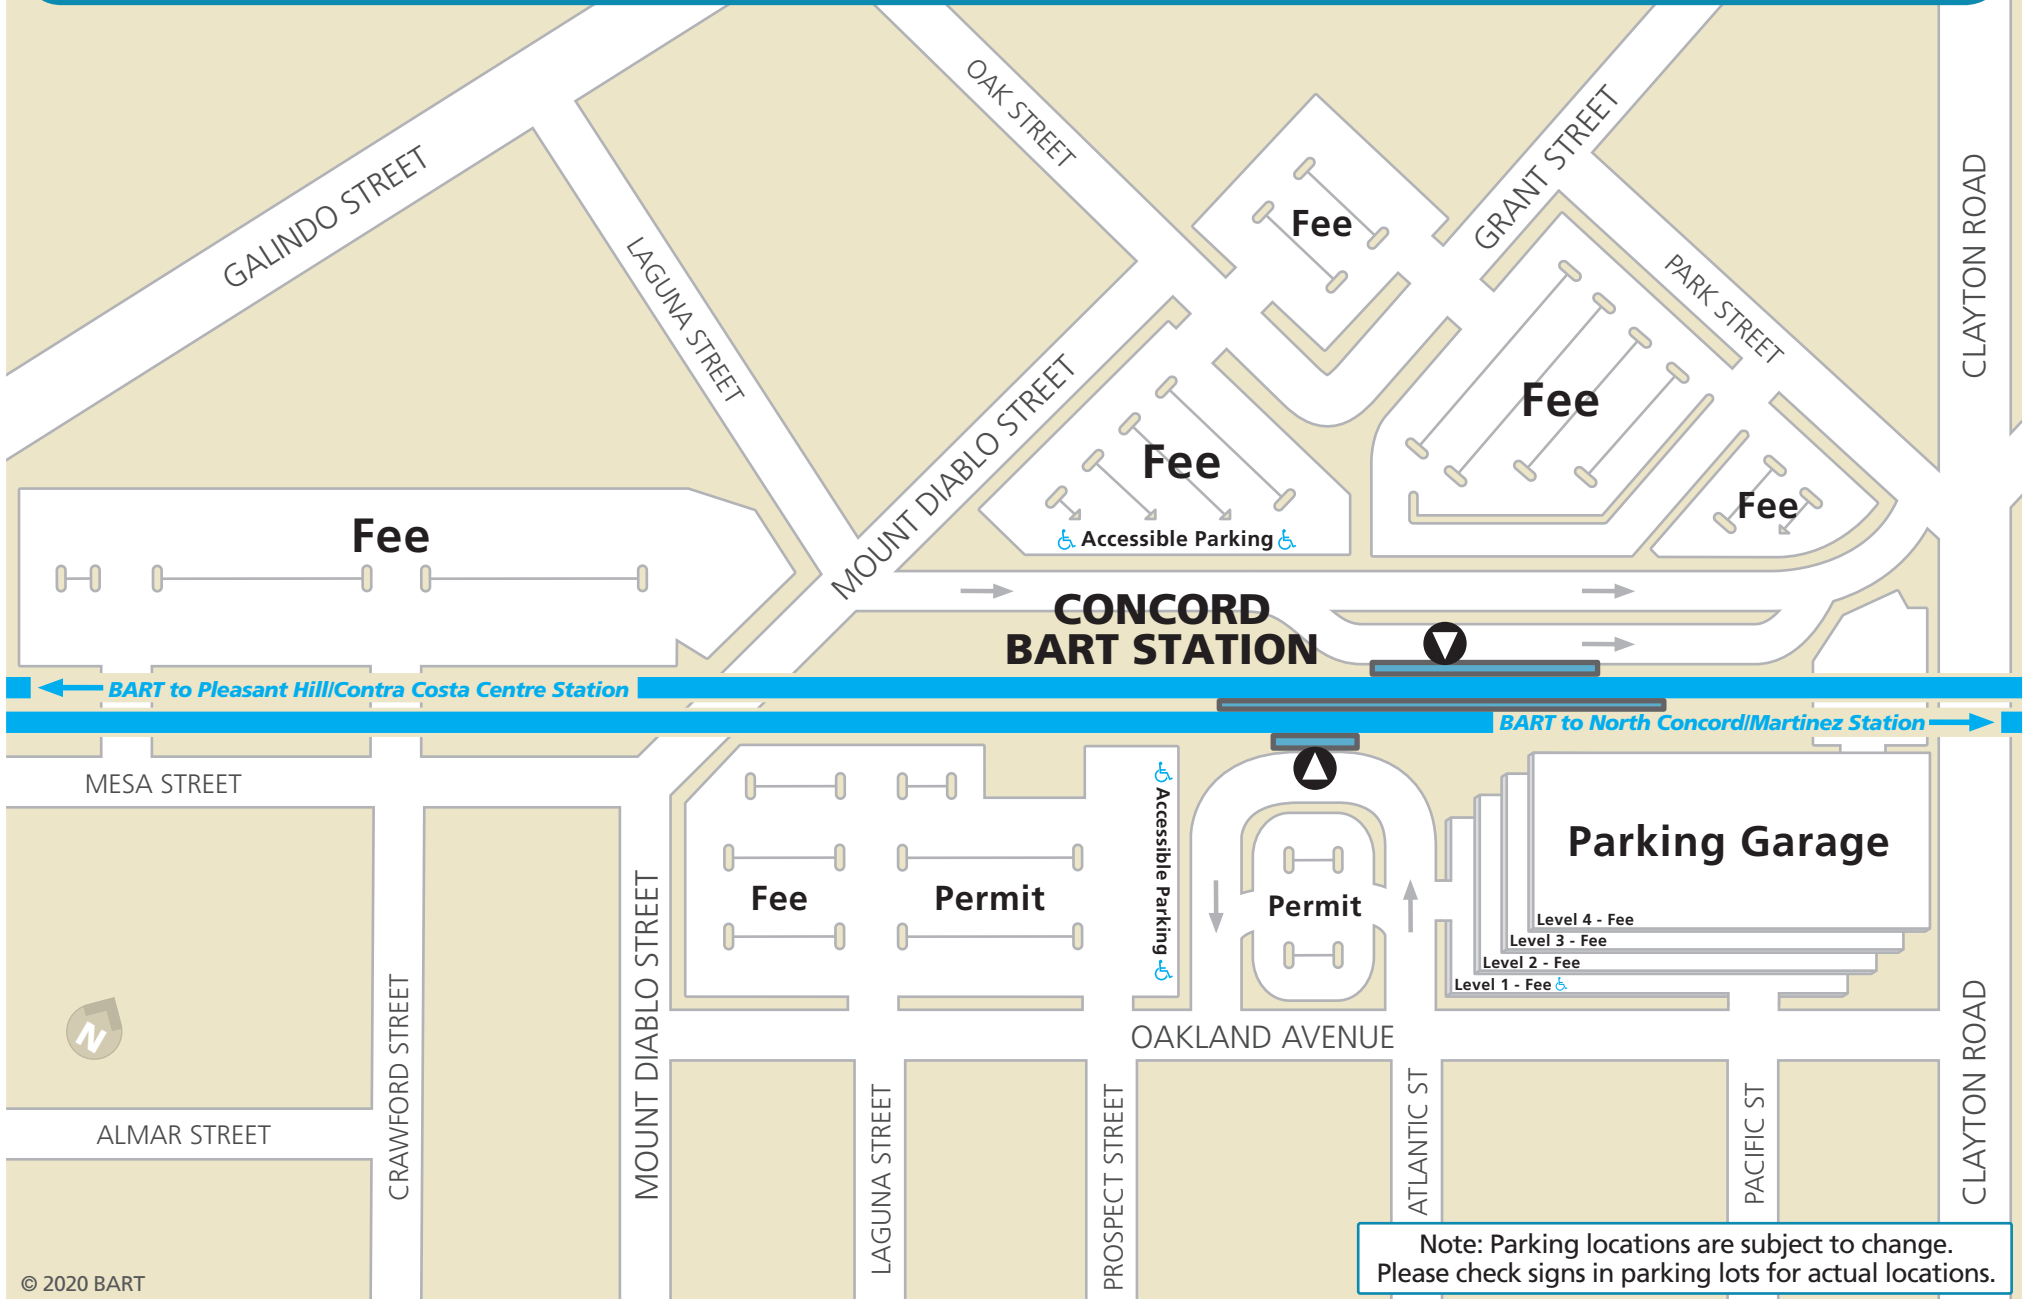 OAK STREET
GRANT STREET
CLAYTON ROAD
GALINDO STREET
Fee
LAGUNA STREET
PARK STREET
MOUNT DIABLO STREET
Fee
Fee
Fee
Fee
Accessible Parking
CONCORD
BART STATION
BART to Pleasant Hill/Contra Costa Centre Station
BART to North Concord/Martinez Station
MESA STREET
Accessible Parking
Parking Garage
Fee
Permit
Permit
Level 4 - Fee
Level 3 - Fee
Level 2 - Fee
Level 1 - Fee
MOUNT DIABLO STREET
CRAWFORD STREET
N
OAKLAND AVENUE
CLAYTON ROAD
ALMAR STREET
LAGUNA STREET
PROSPECT STREET
ATLANTIC ST
PACIFIC ST
Note: Parking locations are subject to change.
Please check signs in parking lots for actual locations.
© 2020 BART